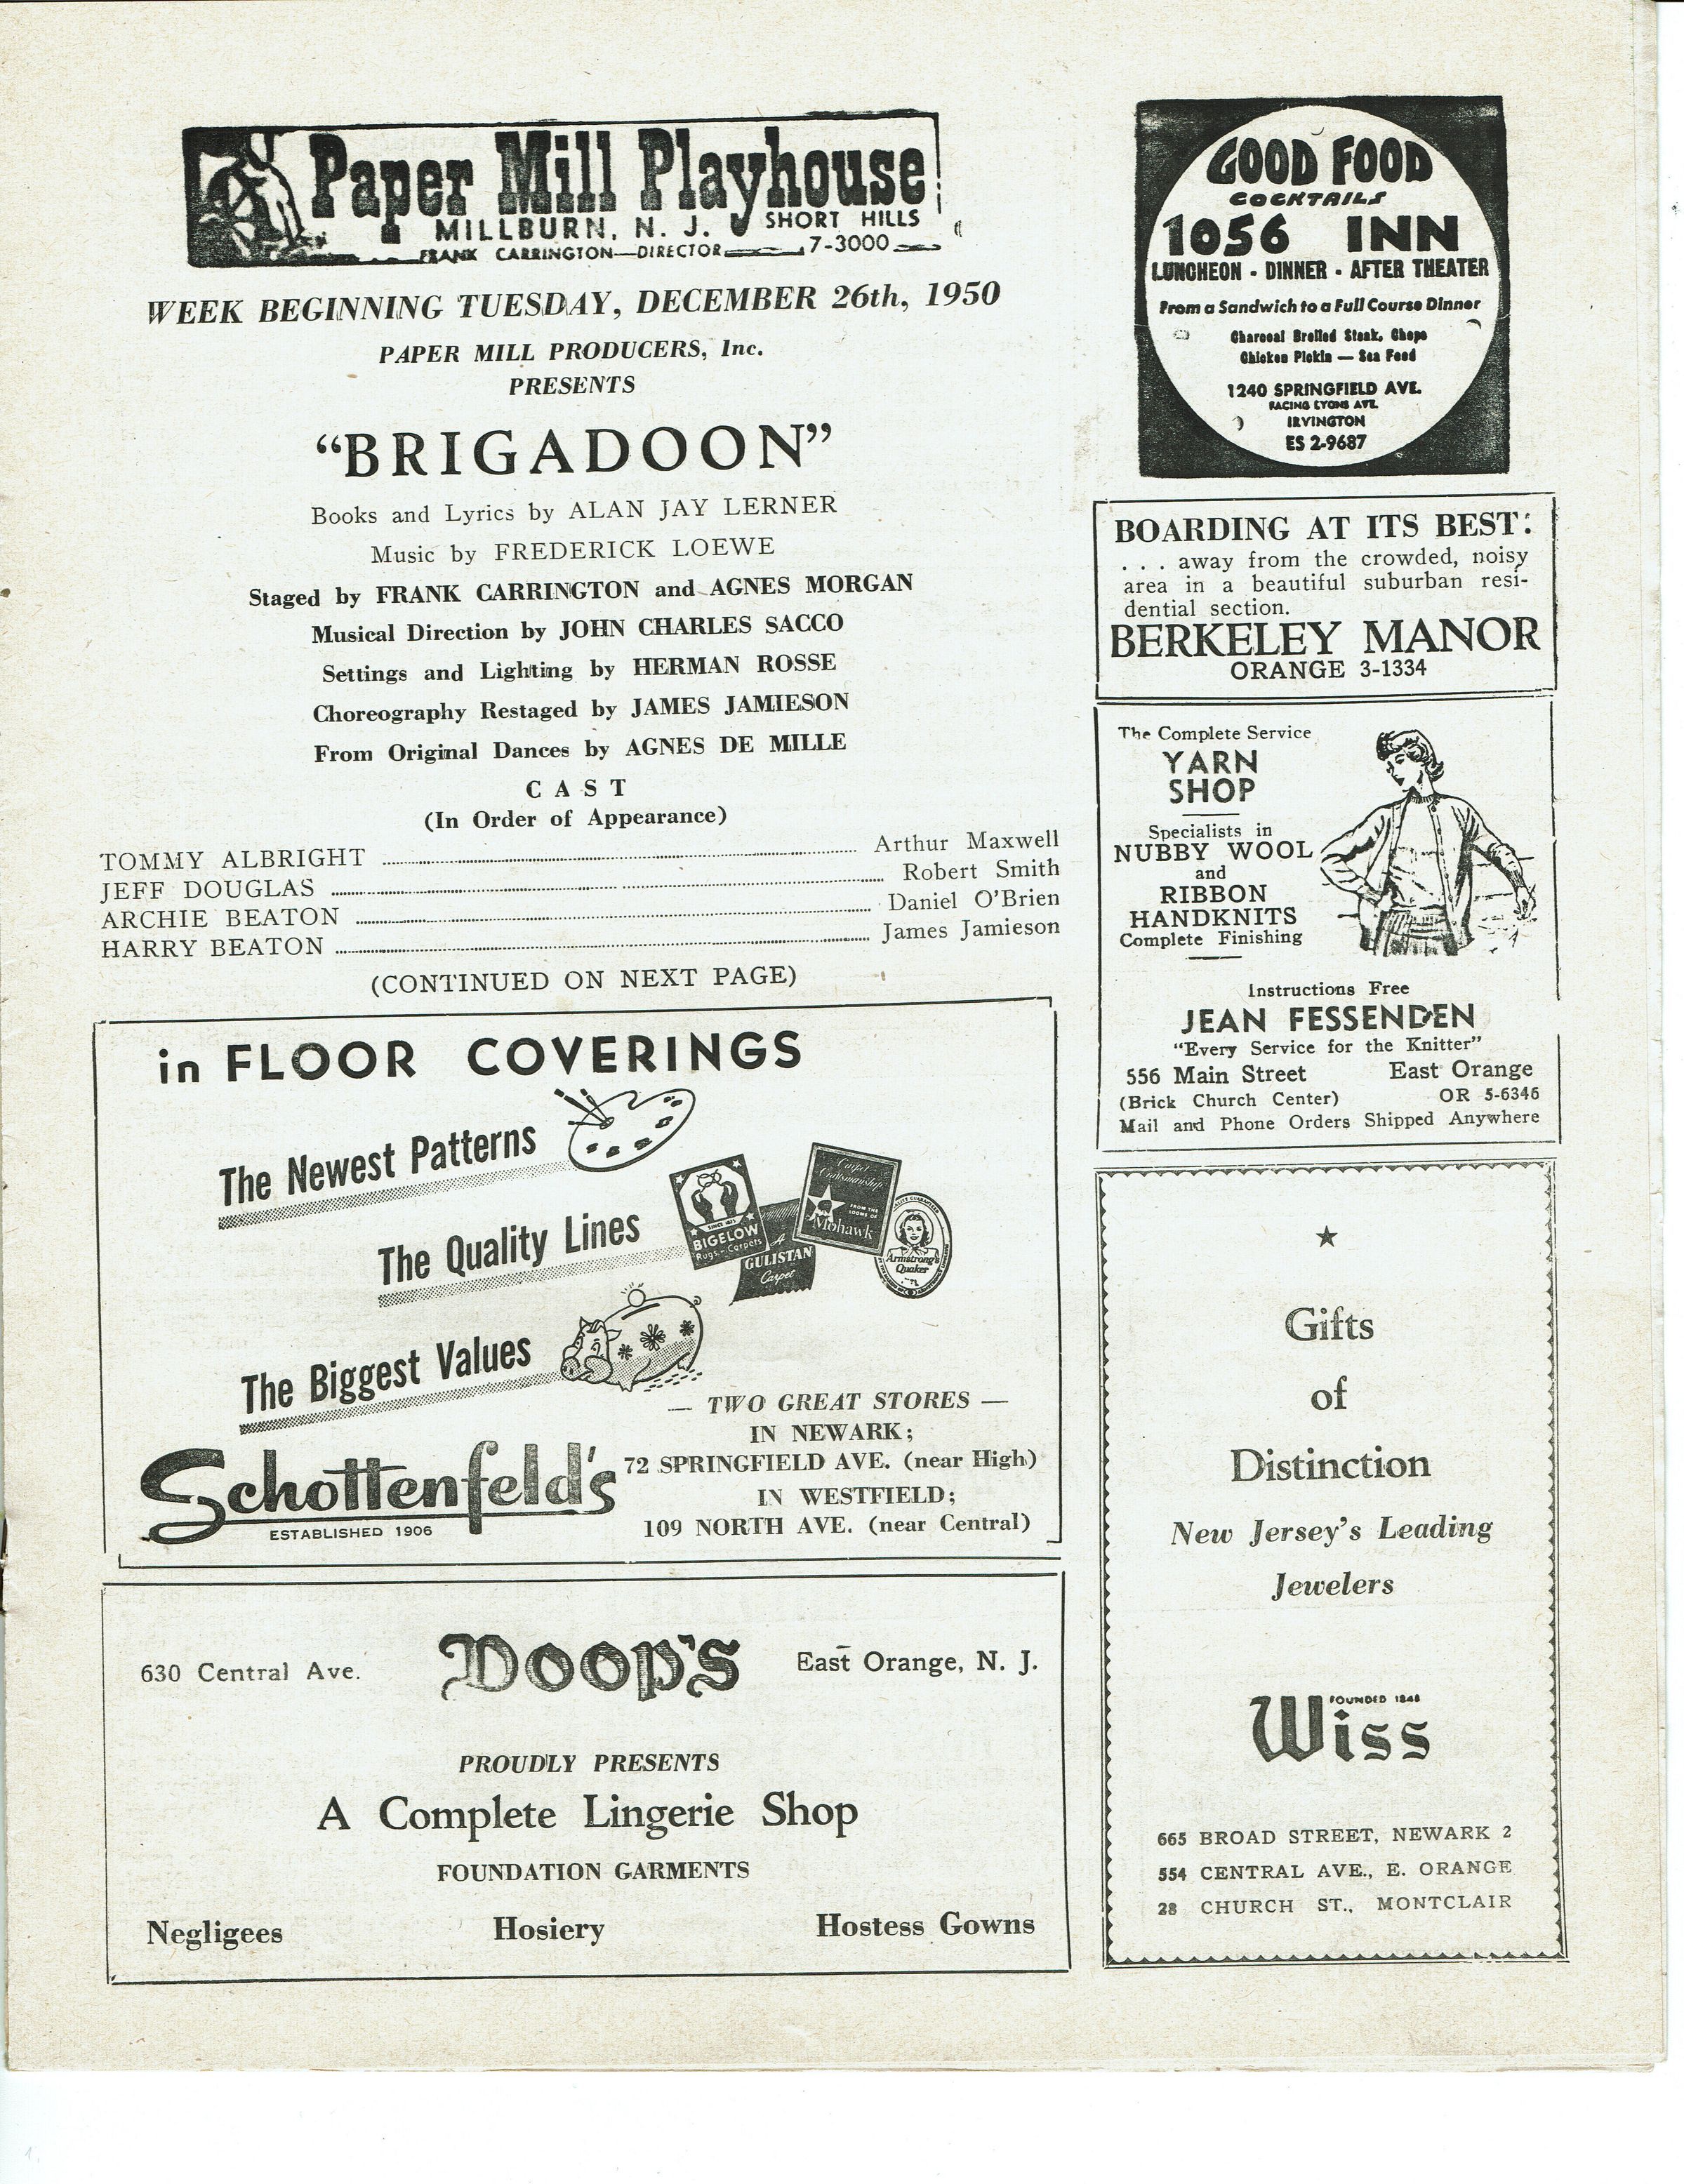 Paper Mill Playhouse
MILLBURN, N. J. SHORT HILLS
FRANK CARRINGTON—DIRECTOR 7-3000
WEEK BEGINNING TUESDAY, DECEMBER 26th, 1950
PAPER MILL PRODUCERS, Inc.
PRESENTS
“BRIGADOON”
Books and Lyrics by ALAN JAY LERNER
Music by FREDERICK LOEWE
Staged by FRANK CARRINGTON and AGNES MORGAN
Musical Direction by JOHN CHARLES SACCO
Settings and Lighting by HERMAN ROSSE
Choreography Restaged by JAMES JAMIESON
From Original Dances by AGNES DE MILLE
CAST
(In Order of Appearance)
TOMMY ALBRIGHT ........ Arthur Maxwell
JEFF DOUGLAS ........ Robert Smith
ARCHIE BEATON ........ Daniel O’Brien
HARRY BEATON ........ James Jamieson
(CONTINUED ON NEXT PAGE)
in FLOOR COVERINGS
The Newest Patterns
The Quality Lines
SINCE 1825
BIGELOW
Rugs - Carpets
A
GULISTAN
Carpet
Carpet
Craftsmanship
FROM THE
LOOMS OF
Mohawk
Armstrong's
Quaker
The Biggest Values
— TWO GREAT STORES —
IN NEWARK;
72 SPRINGFIELD AVE. (near High)
IN WESTFIELD;
109 NORTH AVE. (near Central)
Schottenfeld's
ESTABLISHED 1906
630 Central Ave.
Doop's
East Orange, N. J.
PROUDLY PRESENTS
A Complete Lingerie Shop
FOUNDATION GARMENTS
Negligees Hosiery Hostess Gowns
GOOD FOOD
COCKTAILS
1056 INN
LUNCHEON - DINNER - AFTER THEATER
From a Sandwich to a Full Course Dinner
Charcoal Broiled Steak, Chops
Chicken Pickin — Sea Food
1240 SPRINGFIELD AVE.
FACING LYONS AVE.
IRVINGTON
ES 2-9687
BOARDING AT ITS BEST:
. . . away from the crowded, noisy
area in a beautiful suburban resi-
dential section.
BERKELEY MANOR
ORANGE 3-1334
The Complete Service
YARN
SHOP
Specialists in
NUBBY WOOL
and
RIBBON
HANDKNITS
Complete Finishing
Instructions Free
JEAN FESSENDEN
“Every Service for the Knitter”
556 Main Street East Orange
(Brick Church Center) OR 5-6346
Mail and Phone Orders Shipped Anywhere
Gifts
of
Distinction
New Jersey’s Leading
Jewelers
FOUNDED 1848
Wiss
665 BROAD STREET, NEWARK 2
554 CENTRAL AVE., E. ORANGE
28 CHURCH ST., MONTCLAIR